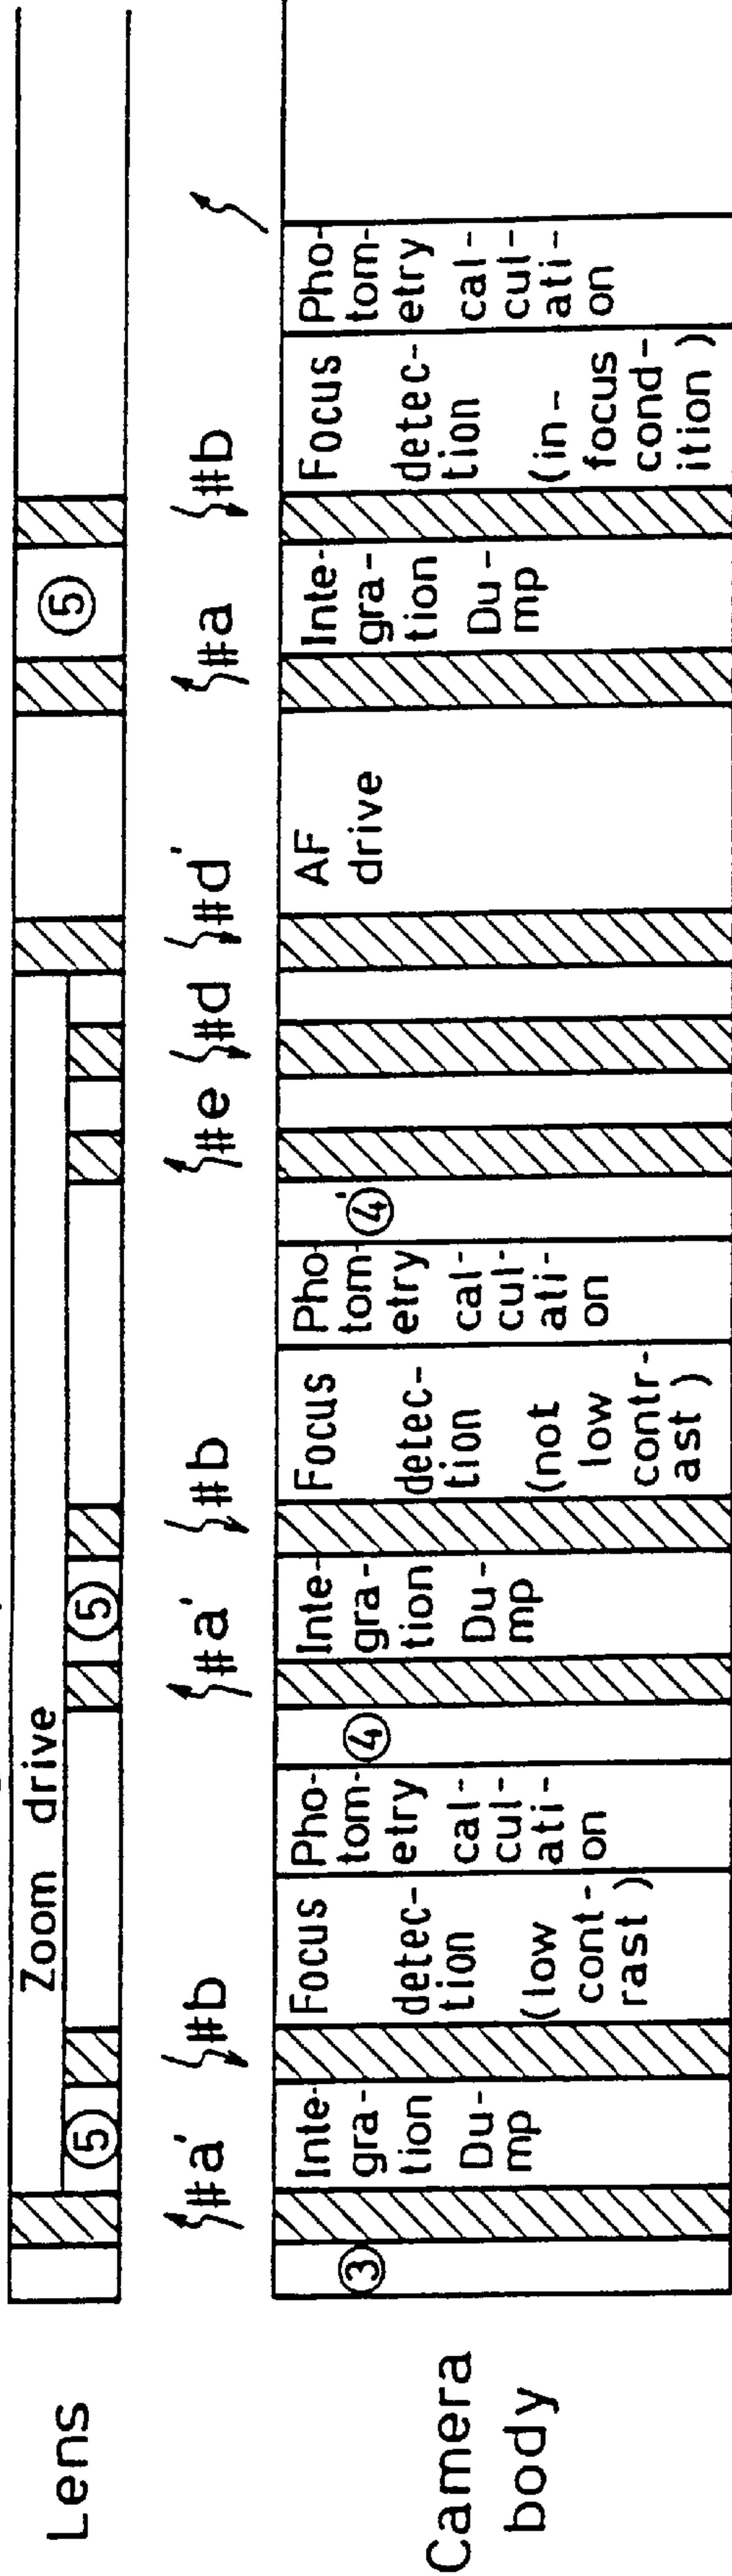 Lens
Zoom drive
⑤
⑤
⑤
#a'
#b
#a'
#b
#e
#d
#d'
#a
#b
Camera
body
③
Inte-
gra-
tion
Du-
mp
Focus
detec-
tion
(low
cont-
rast)
Pho-
tom-
etry
cal-
cul-
ati-
on
④
Inte-
gra-
tion
Du-
mp
Focus
detec-
tion
(not
low
contr-
ast)
Pho-
tom-
etry
cal-
cul-
ati-
on
④'
AF
drive
Inte-
gra-
tion
Du-
mp
Focus
detec-
tion
(in-
focus
cond-
ition)
Pho-
tom-
etry
cal-
cul-
ati-
on